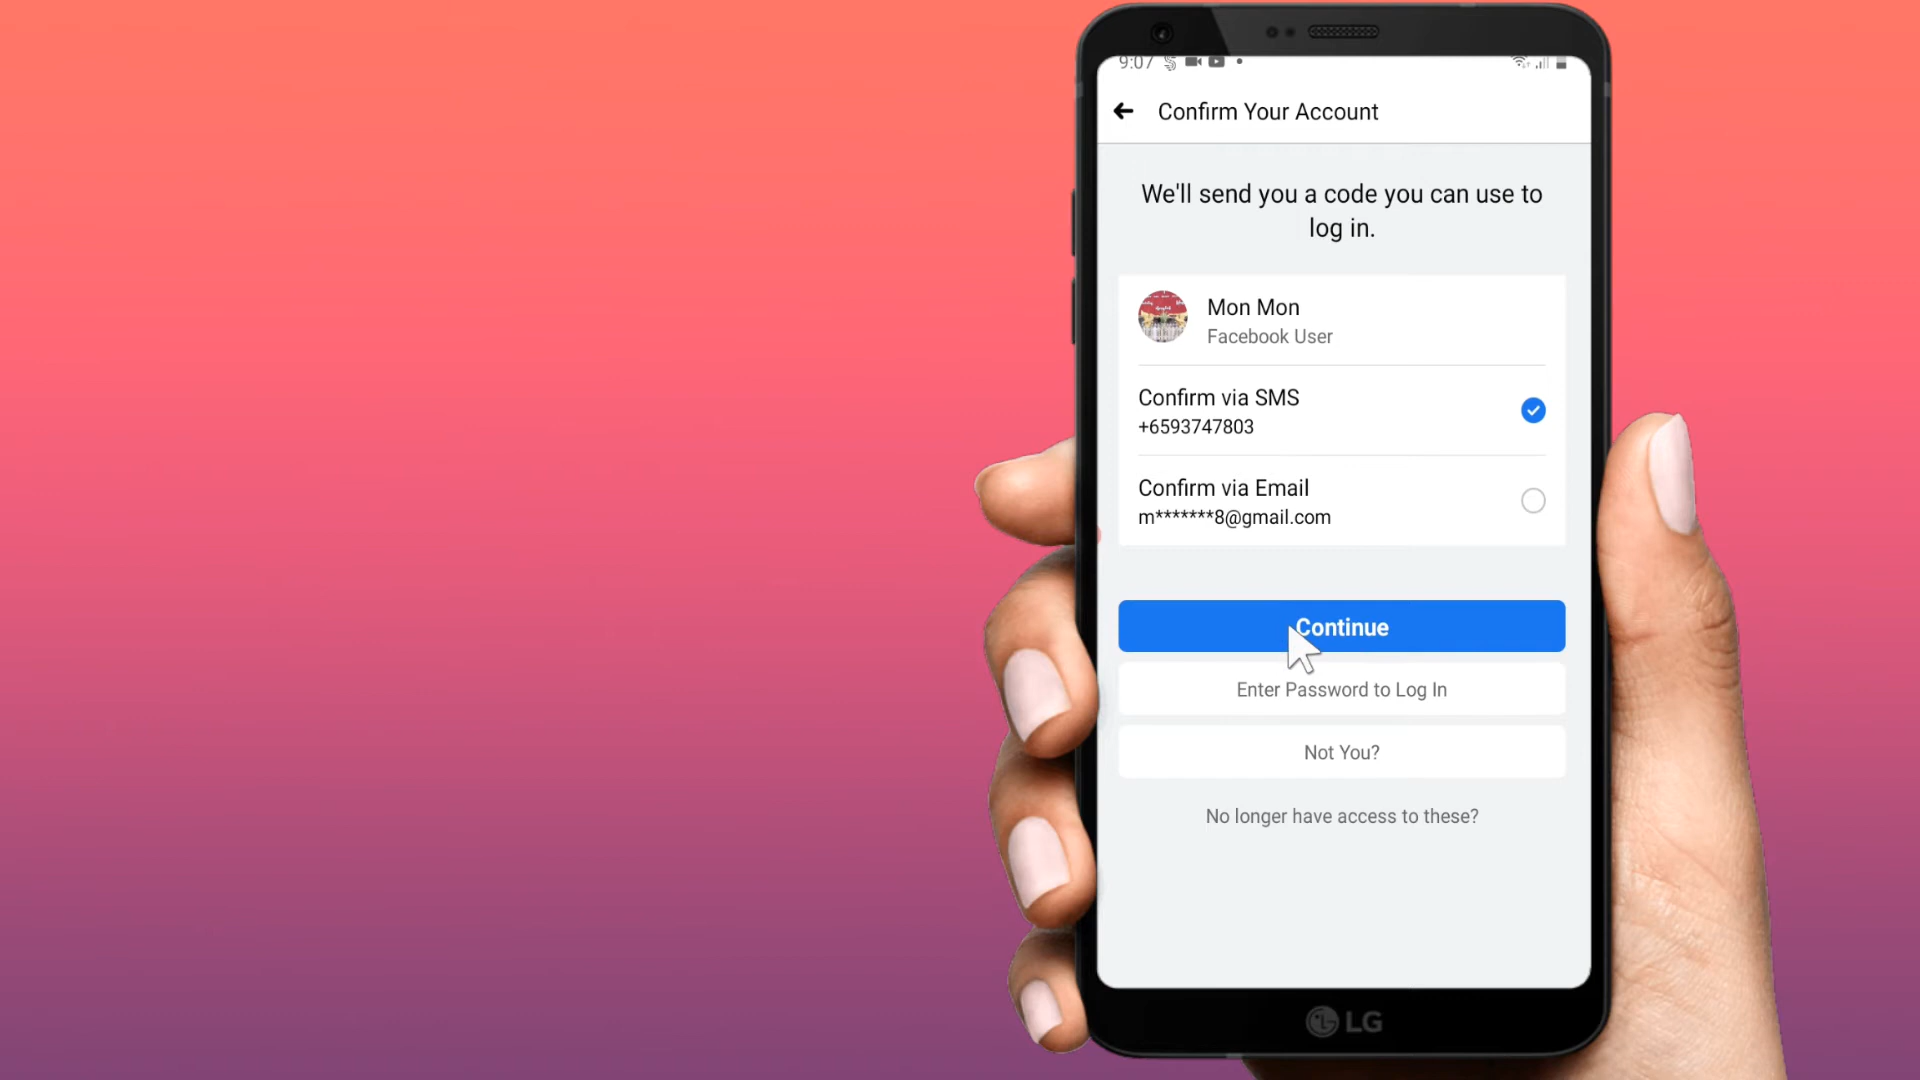 9:07
Confirm Your Account
We'll send you a code you can use to
log in.
Mon Mon
Facebook User
Confirm via SMS
+6593747803
Confirm via Email
m*******8@gmail.com
Continue
Enter Password to Log In
Not You?
No longer have access to these?
LG